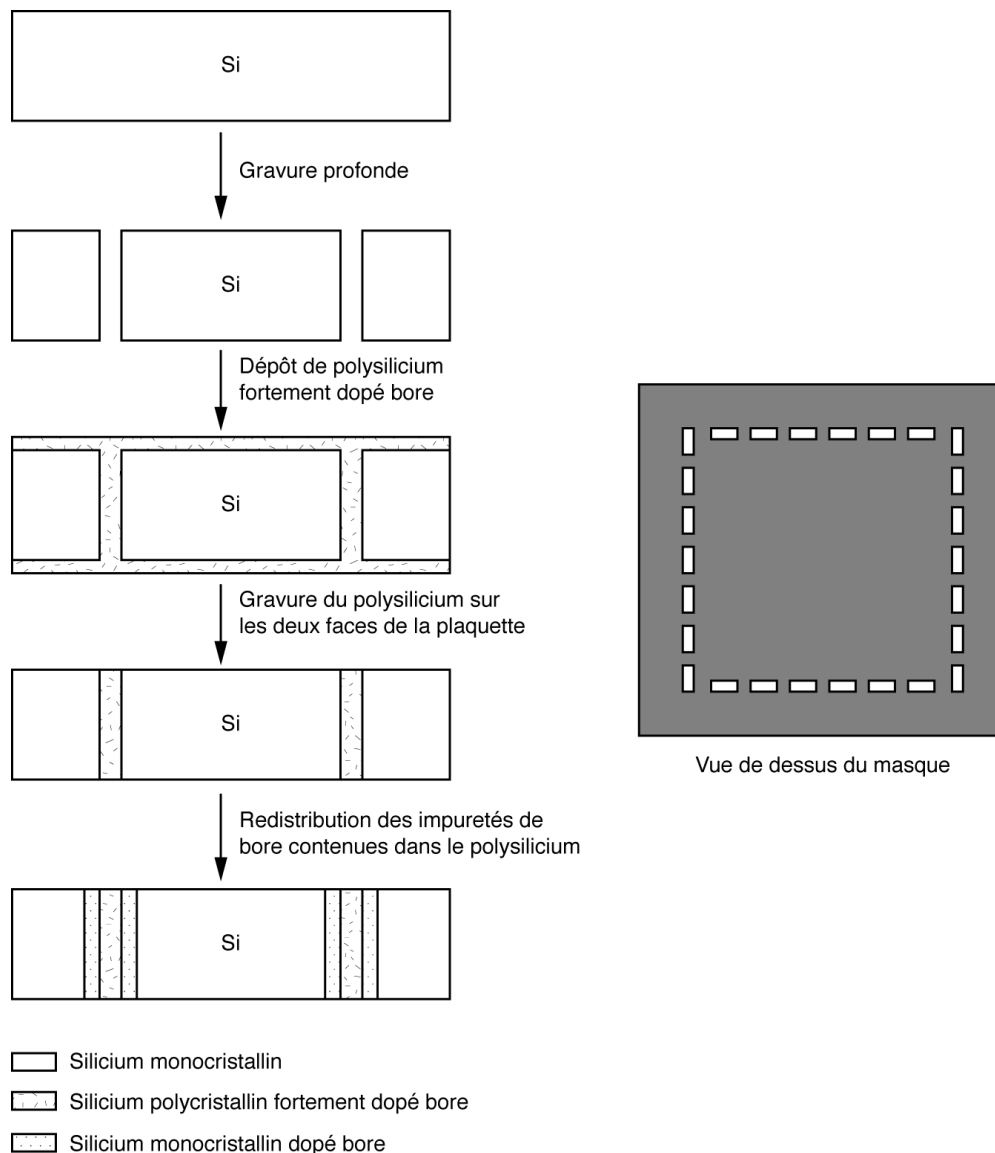 Si
Gravure profonde
Si
Dépôt de polysilicium
fortement dopé bore
Si
Gravure du polysilicium sur
les deux faces de la plaquette
Si
Redistribution des impuretés de
bore contenues dans le polysilicium
Si
Silicium monocristallin
Silicium polycristallin fortement dopé bore
Silicium monocristallin dopé bore
Vue de dessus du masque